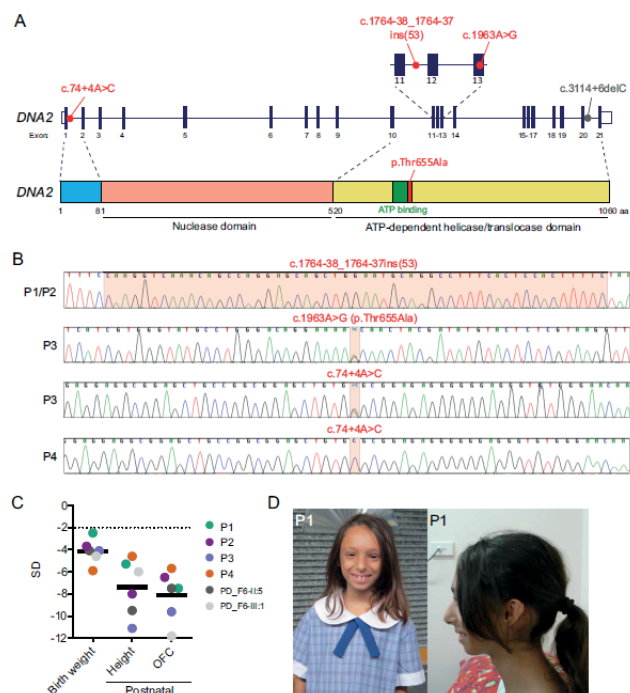 A
c.1764-38_1764-37
ins(53)
c.1963A>G
11
12
13
c.74+4A>C
c.3114+6delC
DNA2
Exon:
1 2 3 4 5 6 7 8 9 10 11-13 14 15-17 18 19 20 21
p.Thr655Ala
DNA2
1
81
520
1060 aa
ATP binding
Nuclease domain
ATP-dependent helicase/translocase domain
B
c.1764-38_1764-37ins(53)
P1/P2
c.1963A>G (p.Thr655Ala)
P3
c.74+4A>C
P3
c.74+4A>C
P4
C
0
-2
-4
-6
-8
-10
-12
SD
Birth weight
Height
OFC
Postnatal
P1
P2
P3
P4
PD_F6-II:5
PD_F6-III:1
D
P1
P1